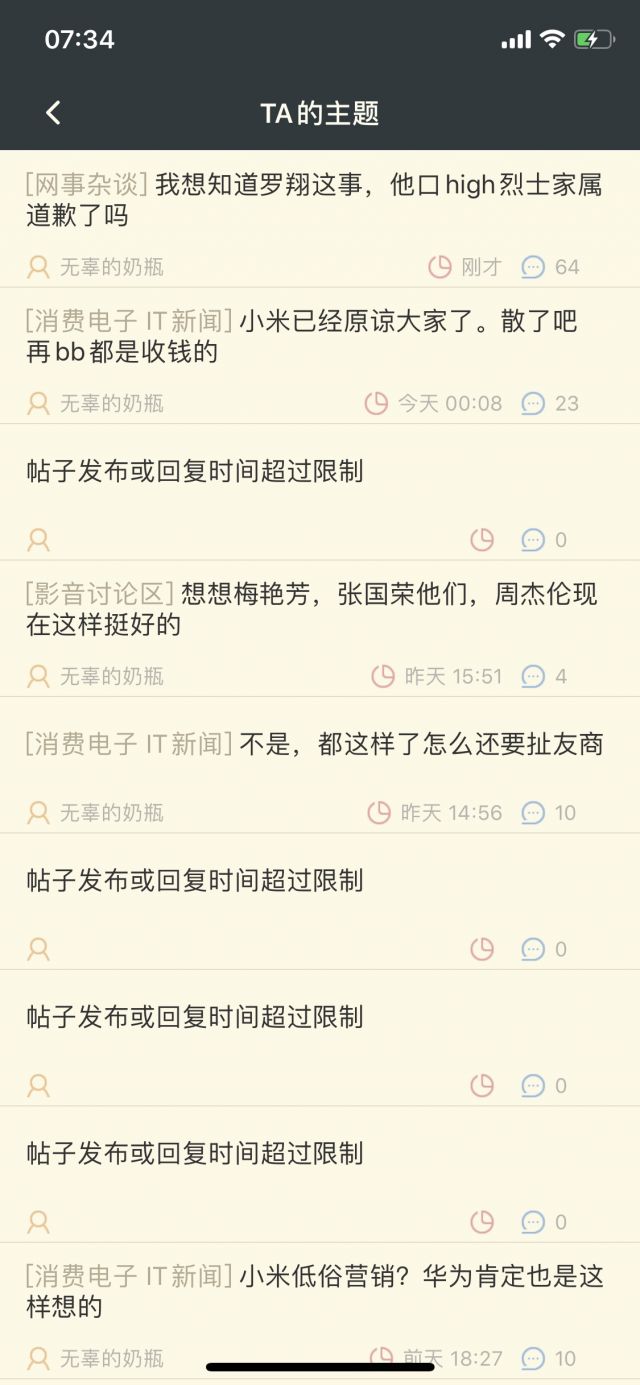 07:34
TA的主题
[网事杂谈] 我想知道罗翔这事，他口high烈士家属
道歉了吗
无辜的奶瓶 刚才 64
[消费电子 IT新闻] 小米已经原谅大家了。散了吧
再bb都是收钱的
无辜的奶瓶 今天 00:08 23
帖子发布或回复时间超过限制
0
[影音讨论区] 想想梅艳芳，张国荣他们，周杰伦现
在这样挺好的
无辜的奶瓶 昨天 15:51 4
[消费电子 IT新闻] 不是，都这样了怎么还要扯友商
无辜的奶瓶 昨天 14:56 10
帖子发布或回复时间超过限制
0
帖子发布或回复时间超过限制
0
帖子发布或回复时间超过限制
0
[消费电子 IT新闻] 小米低俗营销？华为肯定也是这
样想的
无辜的奶瓶 前天 18:27 10